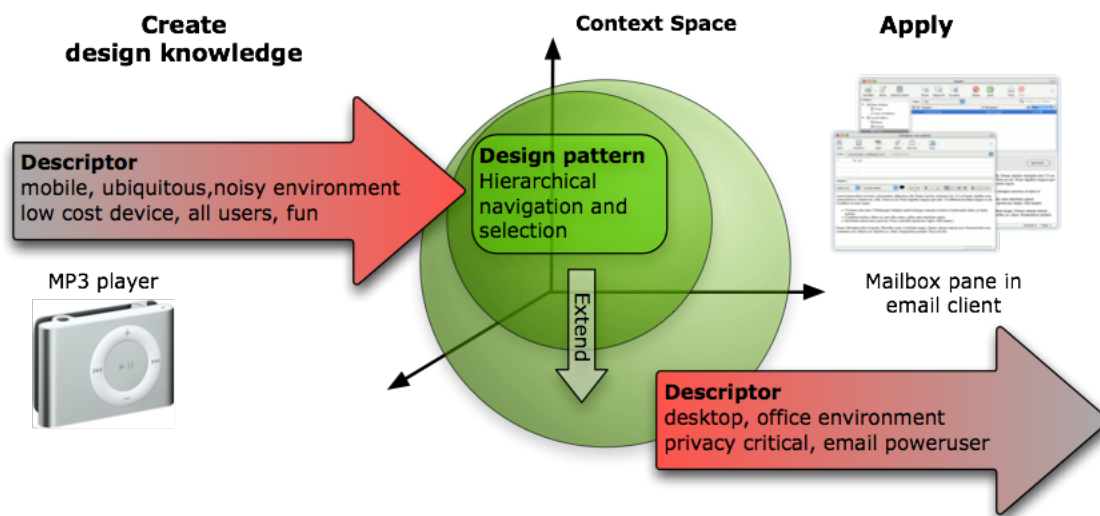 Create
design knowledge
Context Space
Apply
Descriptor
mobile, ubiquitous,noisy environment
low cost device, all users, fun
Design pattern
Hierarchical
navigation and
selection
MP3 player
Extend
Mailbox pane in
email client
Descriptor
desktop, office environment
privacy critical, email poweruser